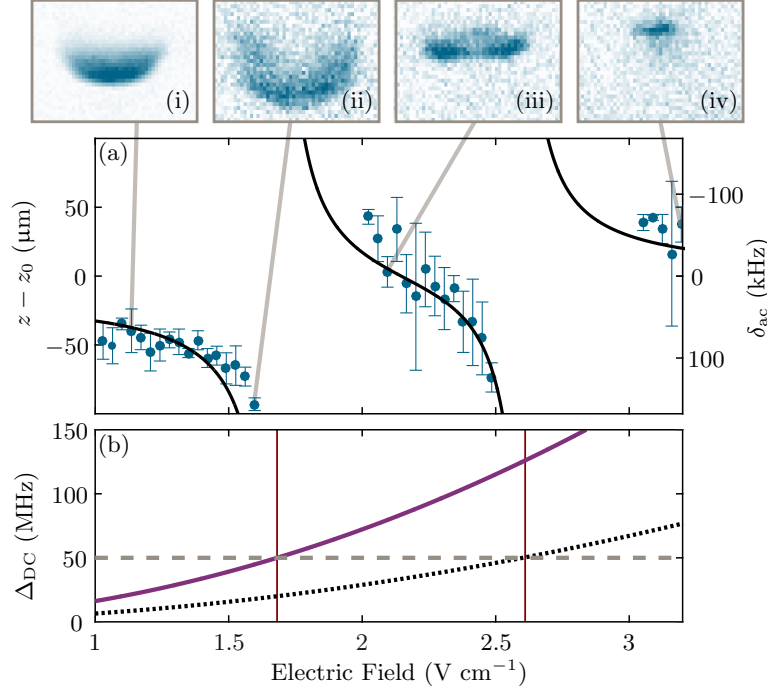 (i) (ii) (iii) (iv)
(a)
z − z₀ (μm)
50
0
−50
−100
0
100
δac (kHz)
(b)
ΔDC (MHz)
150
100
50
0
1 1.5 2 2.5 3
Electric Field (V cm⁻¹)